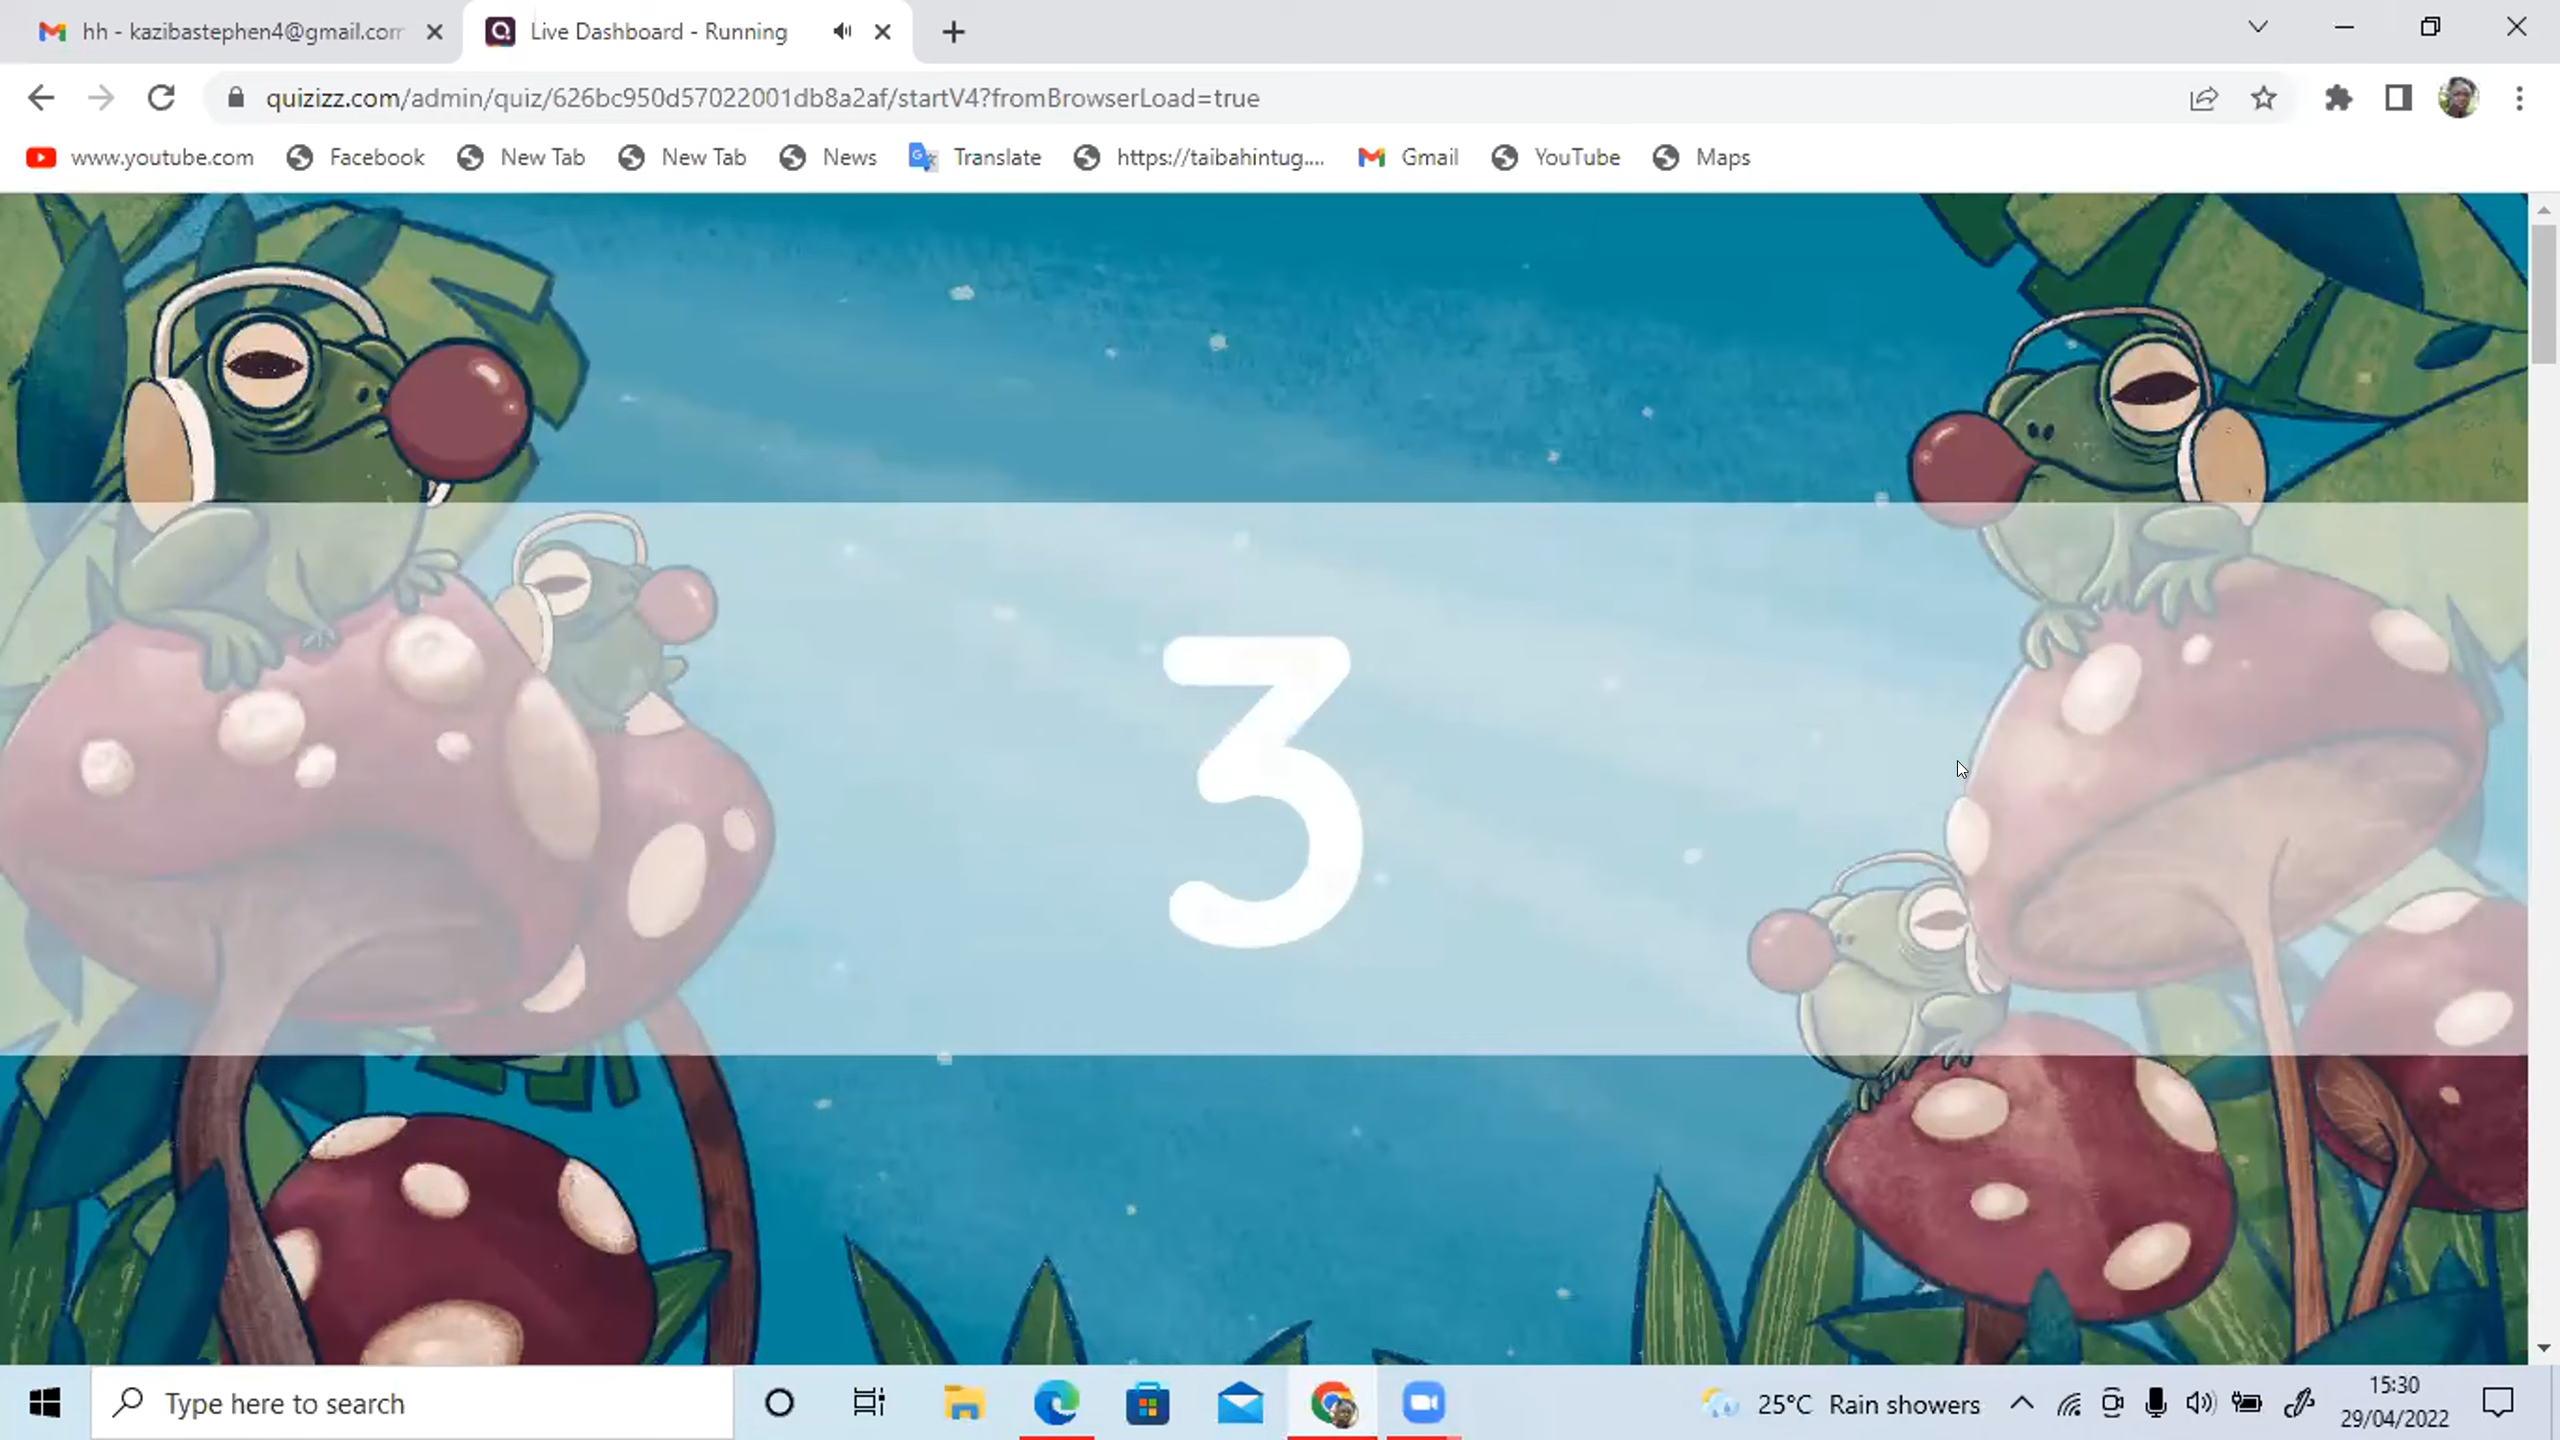 hh - kazibastephen4@gmail.com
Live Dashboard - Running
quizizz.com/admin/quiz/626bc950d57022001db8a2af/startV4?fromBrowserLoad=true
www.youtube.com Facebook New Tab New Tab News Translate https://taibahintug.... Gmail YouTube Maps
3
Type here to search
25°C Rain showers
15:30
29/04/2022